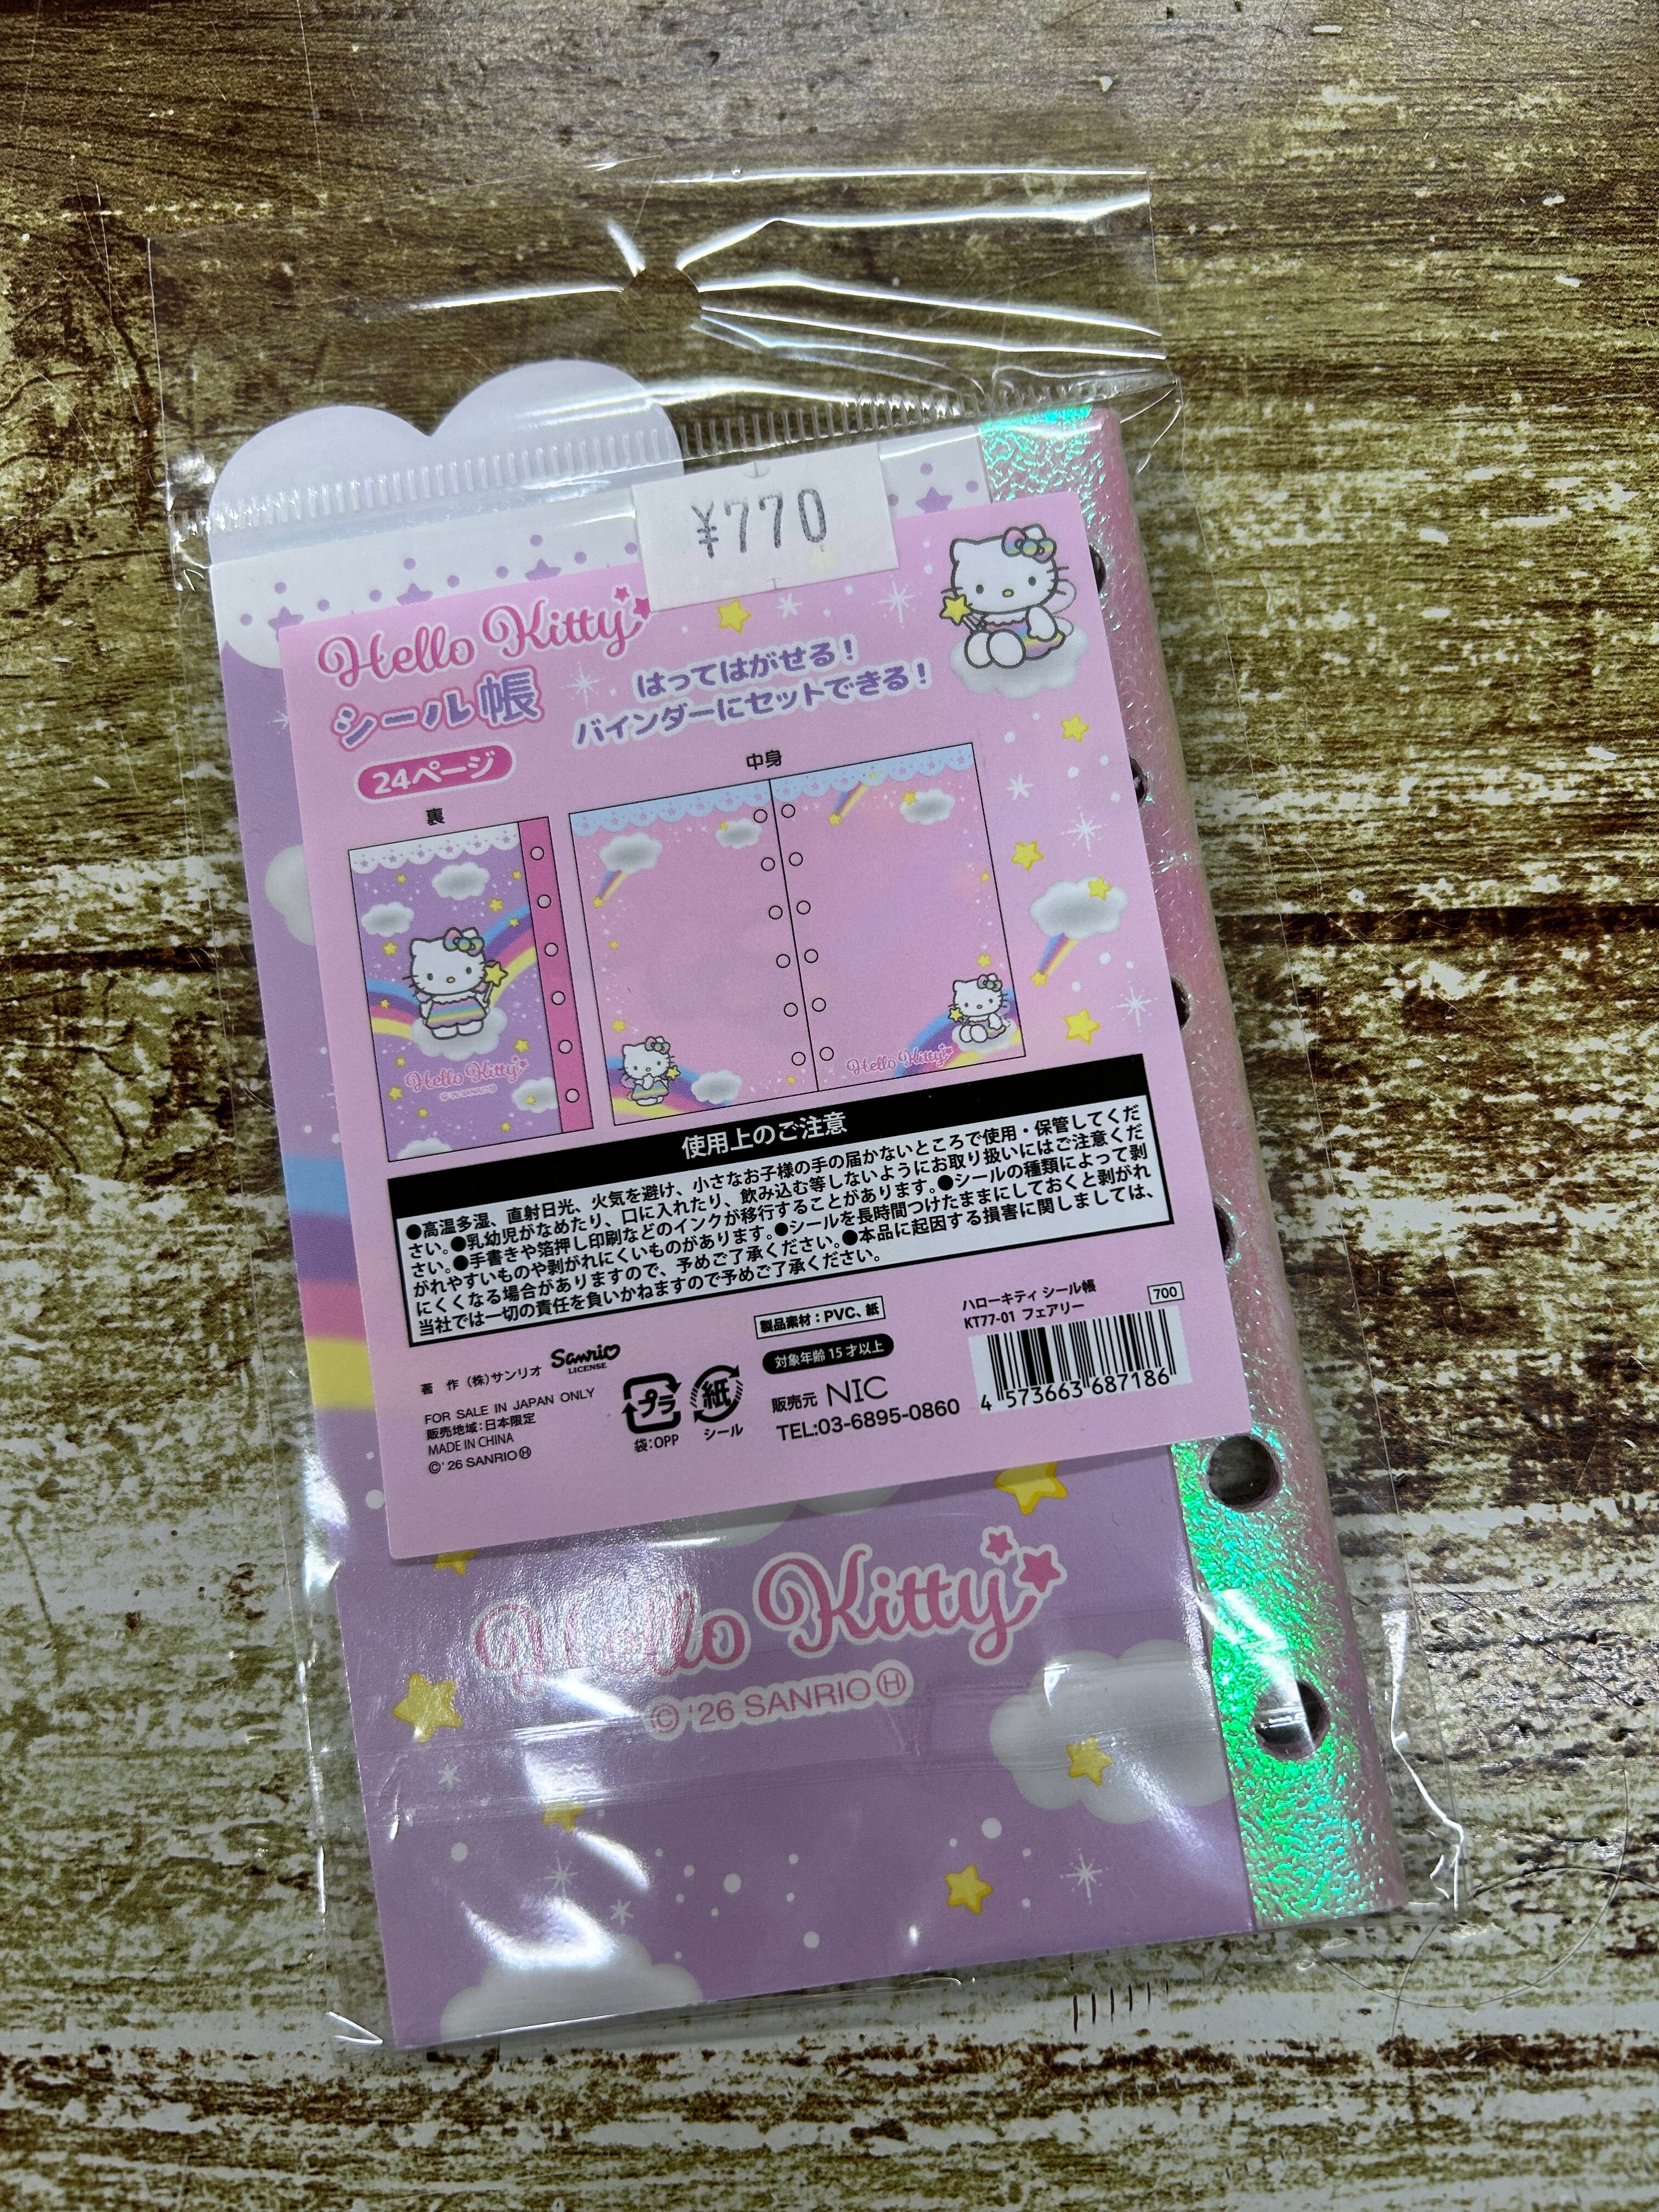 ¥770
Hello Kitty
シール帳
はってはがせる！
バインダーにセットできる！
24ページ
裏
中身
Hello Kitty
Hello Kitty
使用上のご注意
●高温多湿、直射日光、火気を避け、小さなお子様の手の届かないところで使用・保管してくだ
さい。●乳幼児がなめたり、口に入れたり、飲み込む等しないようにお取り扱いにはご注意くだ
さい。●手書きや箔押し印刷などのインクが移行することがあります。●シールの種類によって剥
がれやすいものや剥がれにくいものがあります。●シールを長時間つけたままにしておくと剥がれ
にくくなる場合がありますので、予めご了承ください。●本品に起因する損害に関しましては、
当社では一切の責任を負いかねますので予めご了承ください。
著　作 (株)サンリオ
Sanrio
LICENSE
FOR SALE IN JAPAN ONLY
販売地域：日本限定
MADE IN CHINA
©'26 SANRIO Ⓗ
プラ
袋：OPP
紙
シール
製品素材：PVC、紙
対象年齢15才以上
販売元 NIC
TEL:03-6895-0860
ハローキティ シール帳
KT77-01 フェアリー
700
4 573663 687186
Hello Kitty
© '26 SANRIO Ⓗ